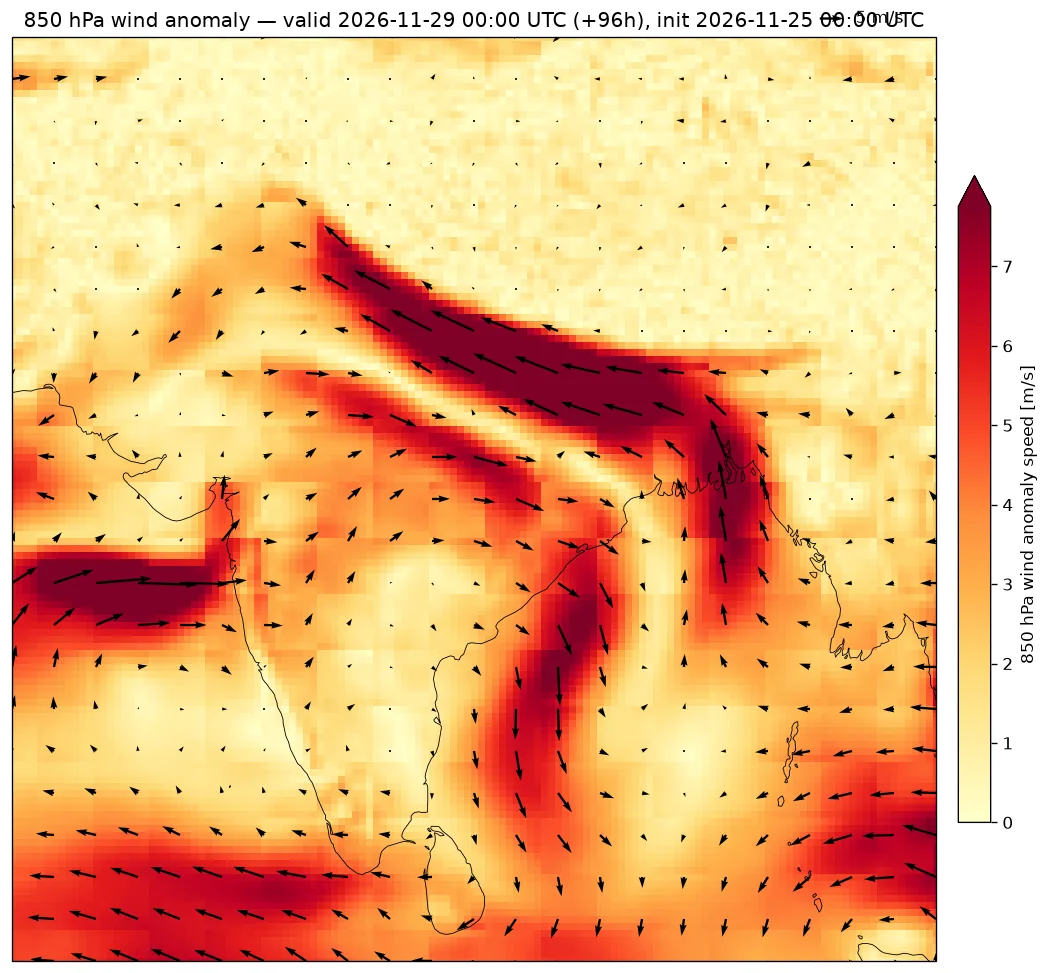 850 hPa wind anomaly — valid 2026-11-29 00:00 UTC (+96h), init 2026-11-25 00:00 UTC
5 m/s
7
6
5
4
3
2
1
0
850 hPa wind anomaly speed [m/s]